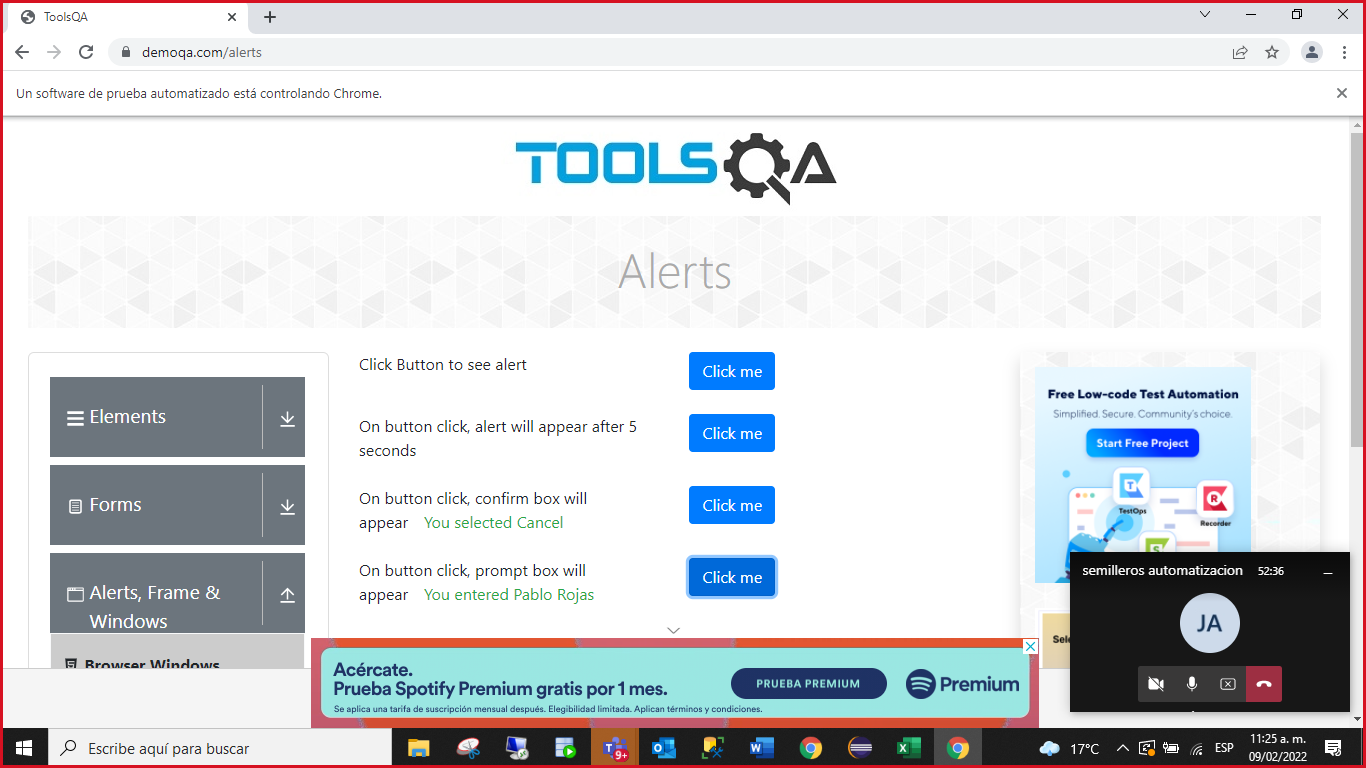 ToolsQA
demoqa.com/alerts
Un software de prueba automatizado está controlando Chrome.
TOOLSQA
Alerts
Elements
Forms
Alerts, Frame &
Windows
Browser Windows
Click Button to see alert
Click me
On button click, alert will appear after 5
seconds
Click me
On button click, confirm box will
appear You selected Cancel
Click me
On button click, prompt box will
appear You entered Pablo Rojas
Click me
Free Low-code Test Automation
Simplified. Secure. Community's choice.
Start Free Project
TestOps
Recorder
semilleros automatizacion 52:36
JA
Acércate.
Prueba Spotify Premium gratis por 1 mes.
Se aplica una tarifa de suscripción mensual después. Elegibilidad limitada. Aplican términos y condiciones.
PRUEBA PREMIUM
Premium
Escribe aquí para buscar
9+
17°C
ESP
11:25 a. m.
09/02/2022